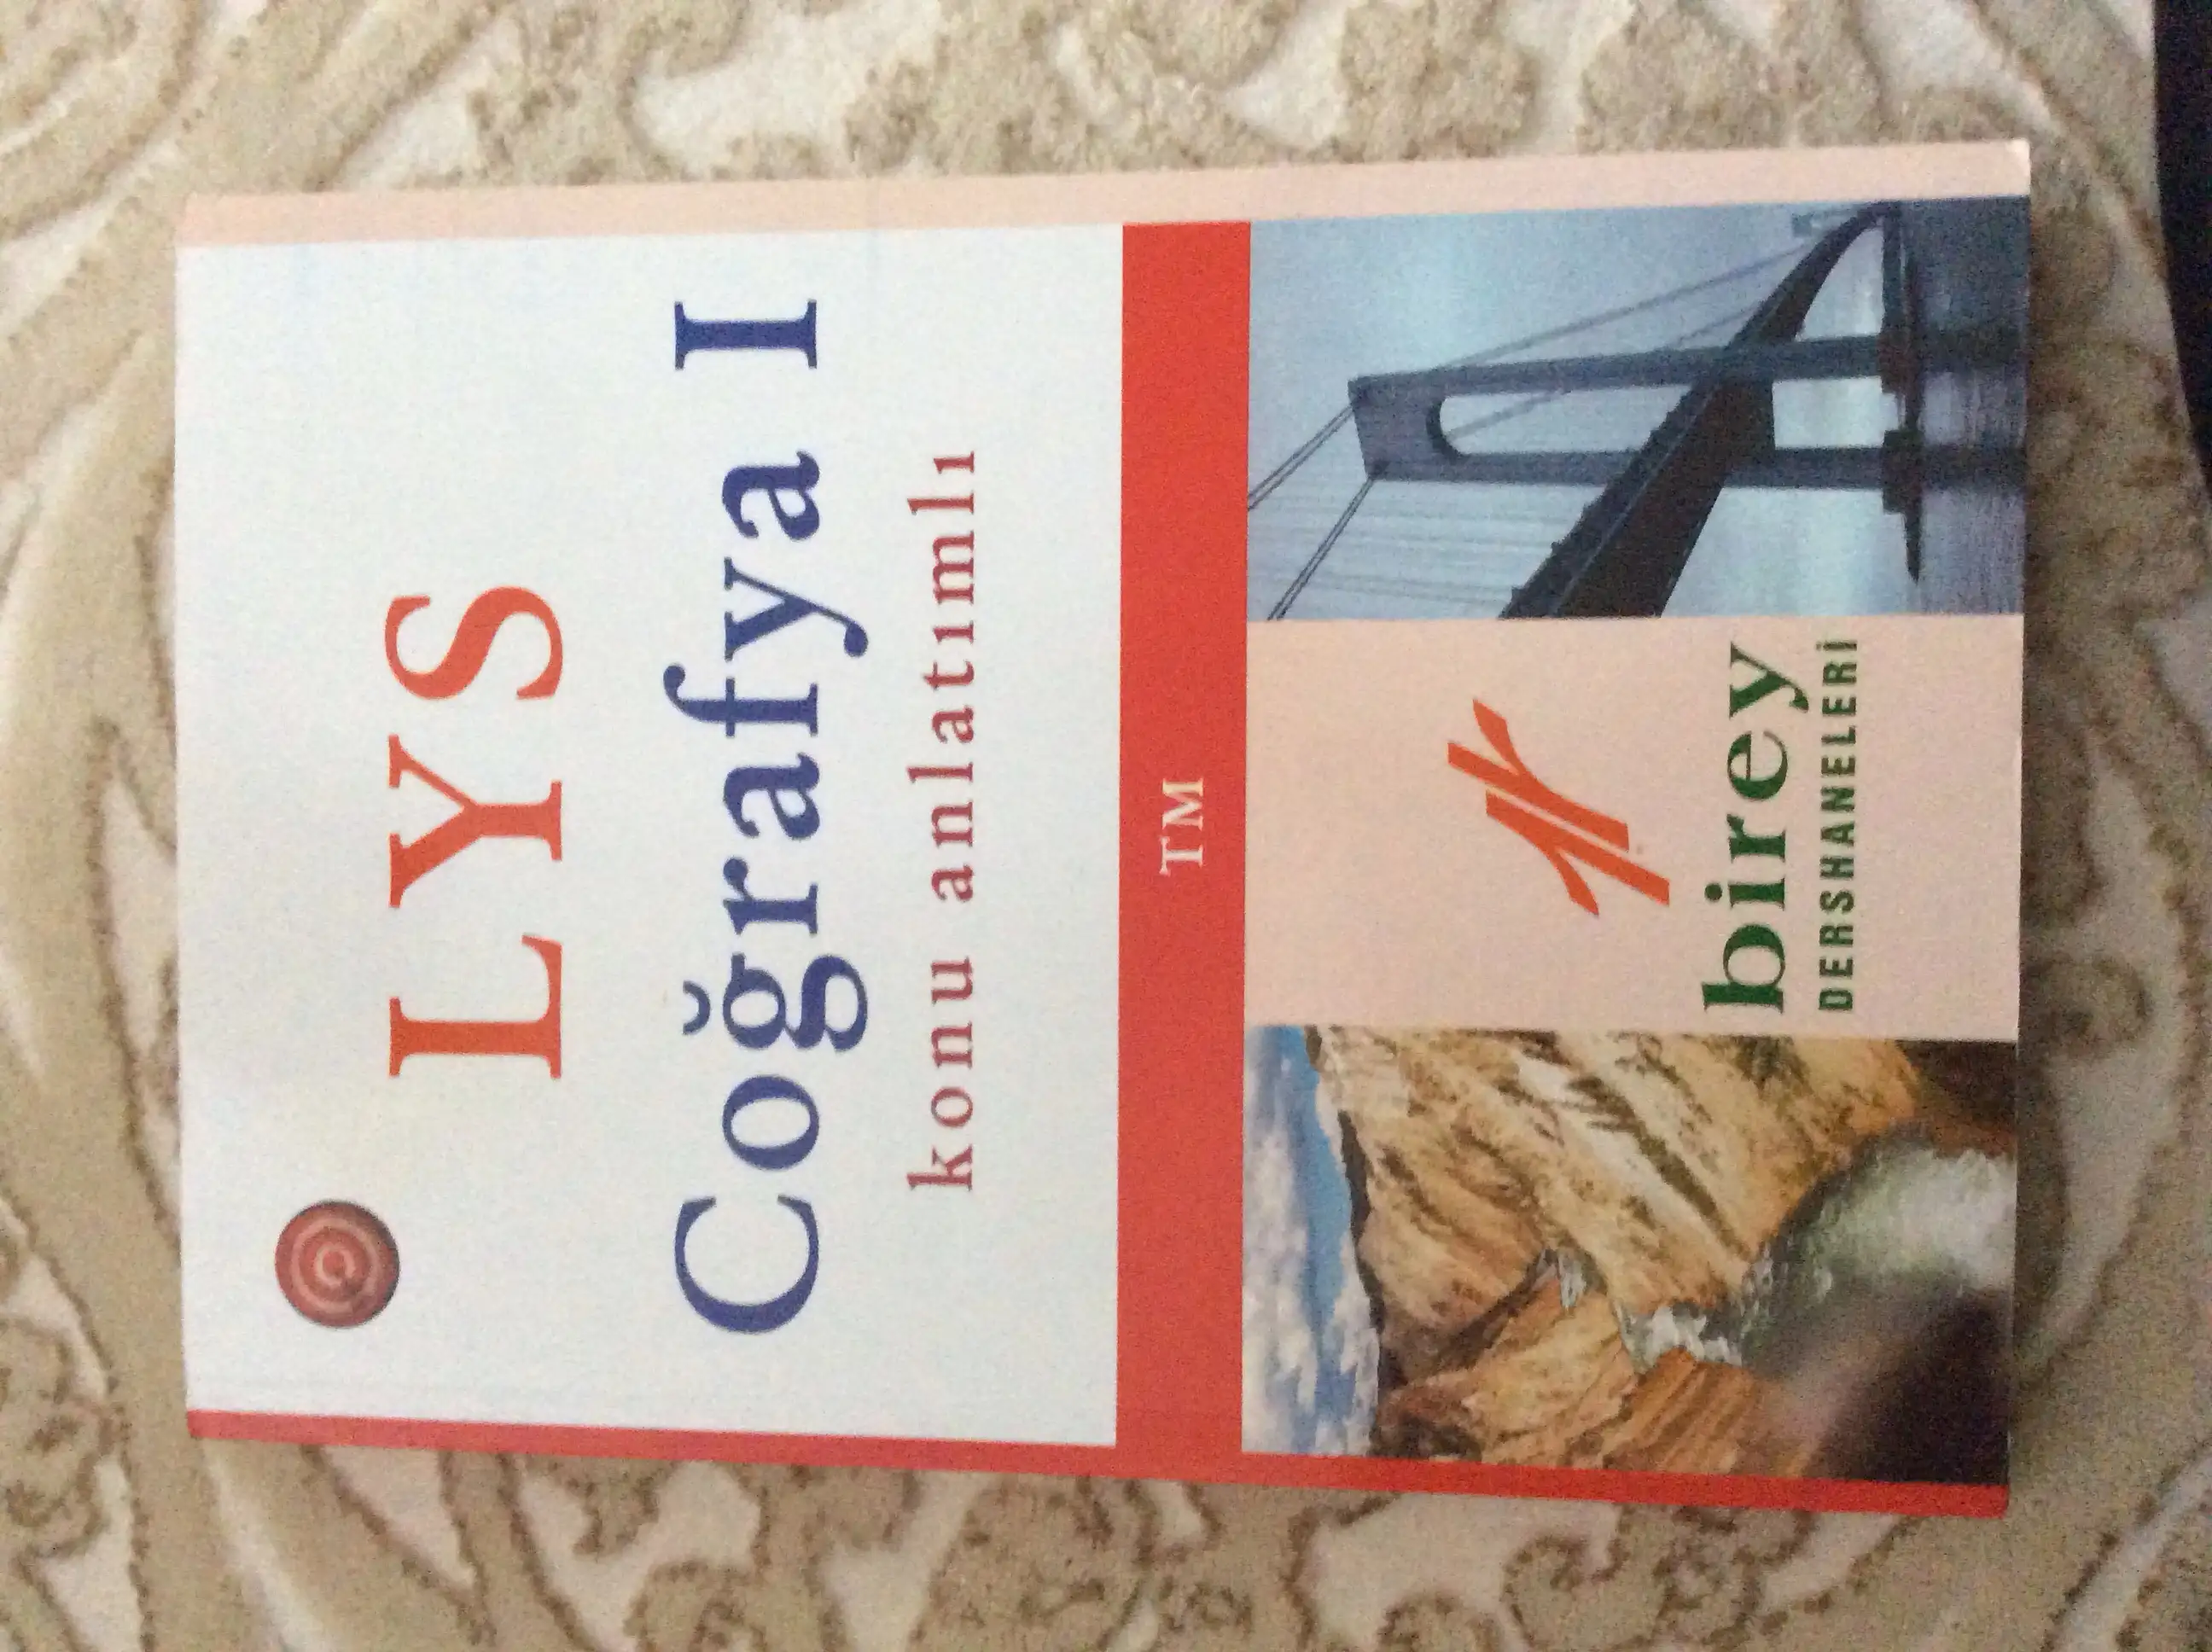 LYS
Coğrafya I
konu anlatımlı
TM
birey
DERSHANELERİ